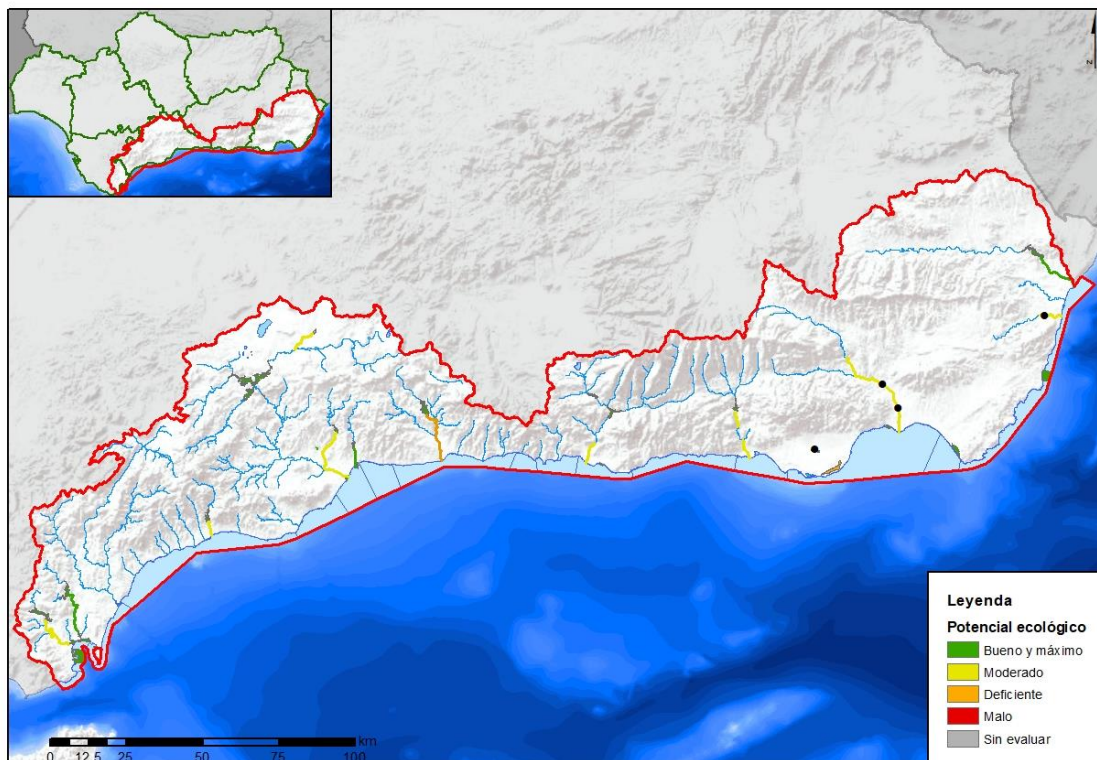 N
Leyenda
Potencial ecológico
Bueno y máximo
Moderado
Deficiente
Malo
Sin evaluar
km
0 12,5 25 50 75 100